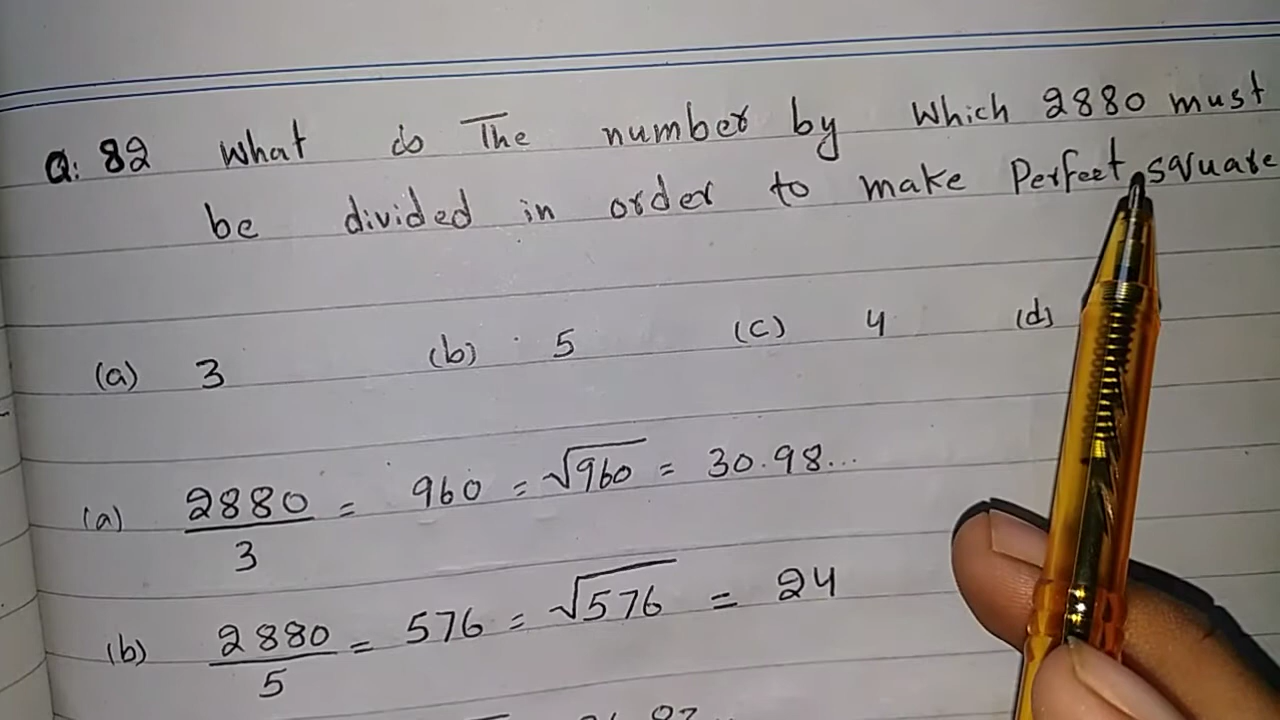 Q: 82 What is The number by Which 2880 must
be divided in order to make Perfect square
(a) 3 (b) 5 (c) 4 (d)
(a) 2880/3 = 960 = √960 = 30.98...
(b) 2880/5 = 576 = √576 = 24